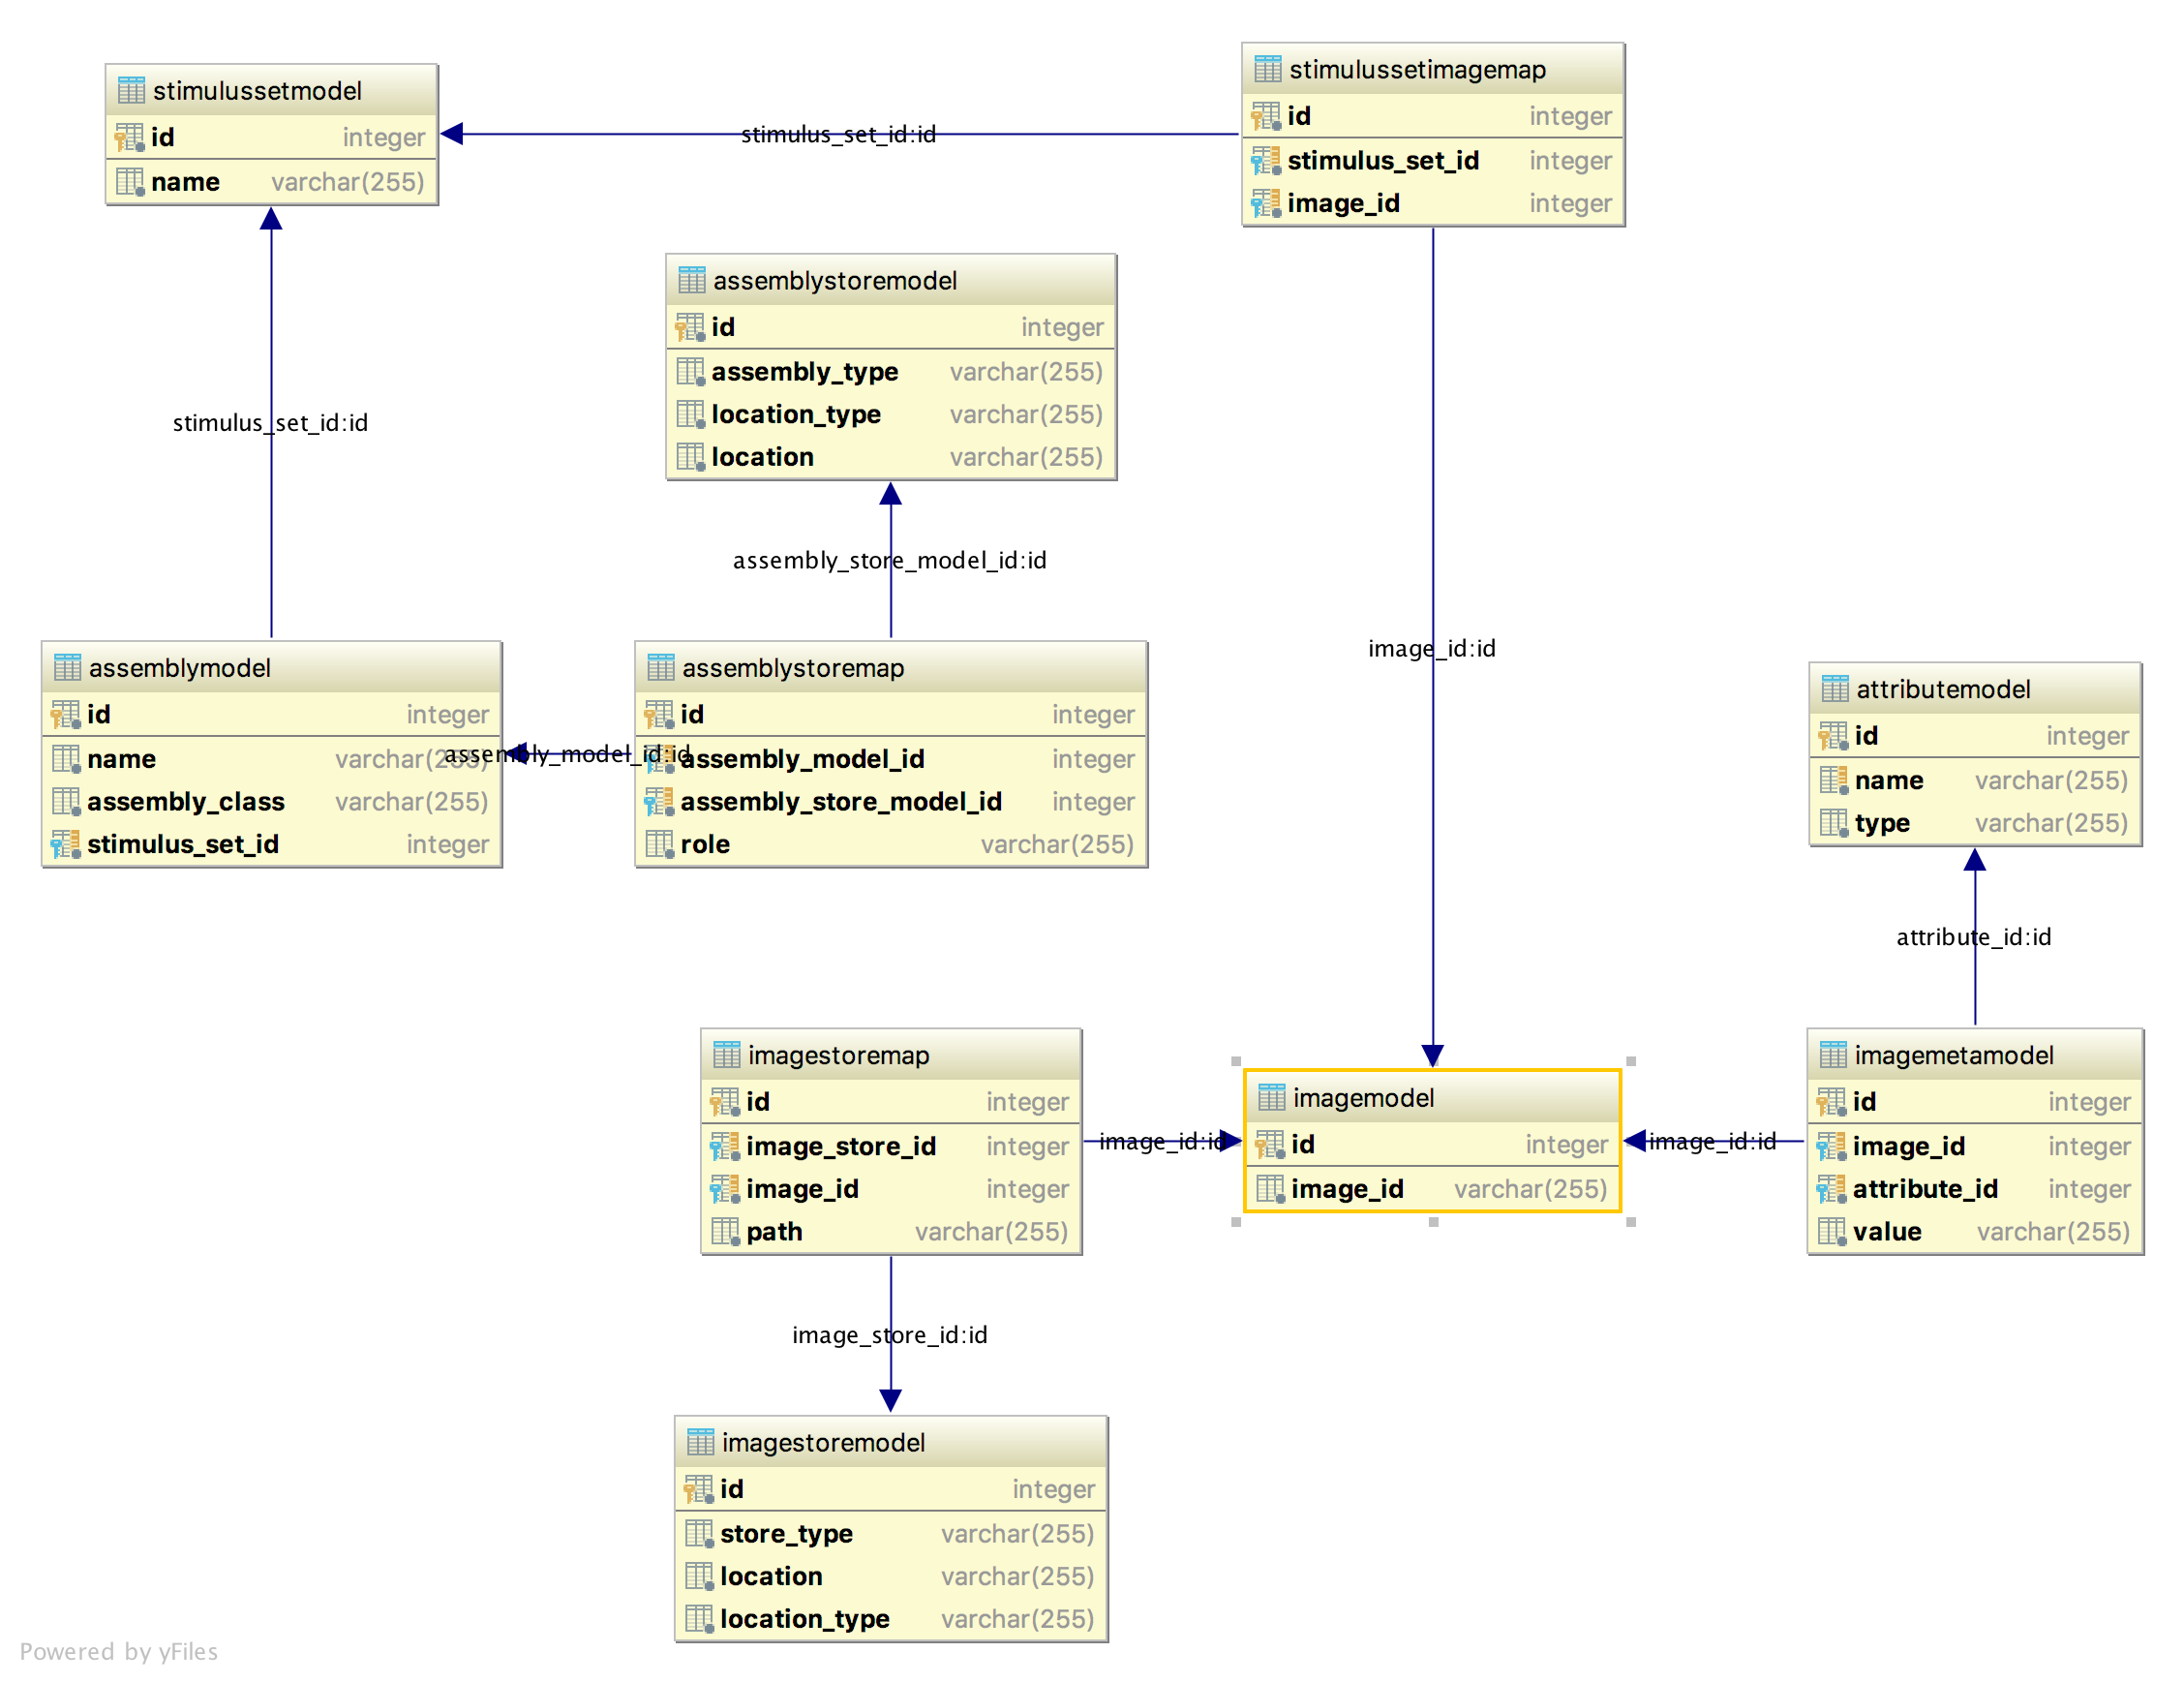 stimulussetmodel
id integer
name varchar(255)
stimulussetimagemap
id integer
stimulus_set_id integer
image_id integer
stimulus_set_id:id
assemblystoremodel
id integer
assembly_type varchar(255)
location_type varchar(255)
location varchar(255)
stimulus_set_id:id
assembly_store_model_id:id
image_id:id
assemblymodel
id integer
name varchar(255)
assembly_class varchar(255)
stimulus_set_id integer
assembly_model_id:id
assemblystoremap
id integer
assembly_model_id integer
assembly_store_model_id integer
role varchar(255)
attributemodel
id integer
name varchar(255)
type varchar(255)
attribute_id:id
imagestoremap
id integer
image_store_id integer
image_id integer
path varchar(255)
image_id:id
imagemodel
id integer
image_id varchar(255)
image_id:id
imagemetamodel
id integer
image_id integer
attribute_id integer
value varchar(255)
image_store_id:id
imagestoremodel
id integer
store_type varchar(255)
location varchar(255)
location_type varchar(255)
Powered by yFiles